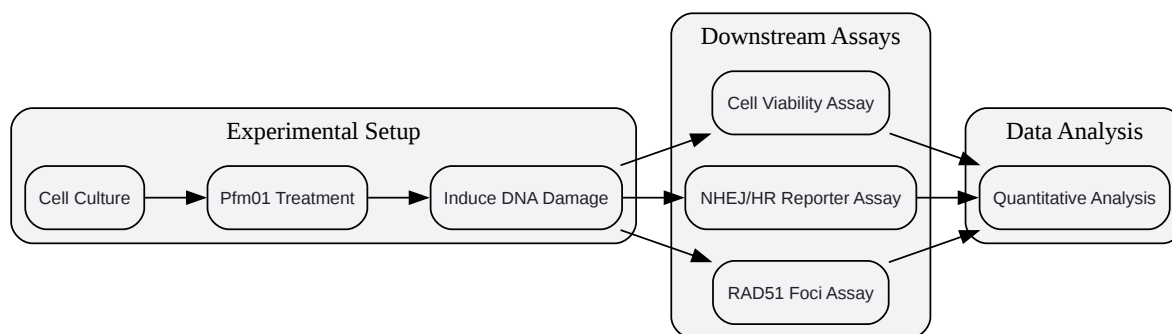 Experimental Setup
Cell Culture
Pfm01 Treatment
Induce DNA Damage
Downstream Assays
Cell Viability Assay
NHEJ/HR Reporter Assay
RAD51 Foci Assay
Data Analysis
Quantitative Analysis